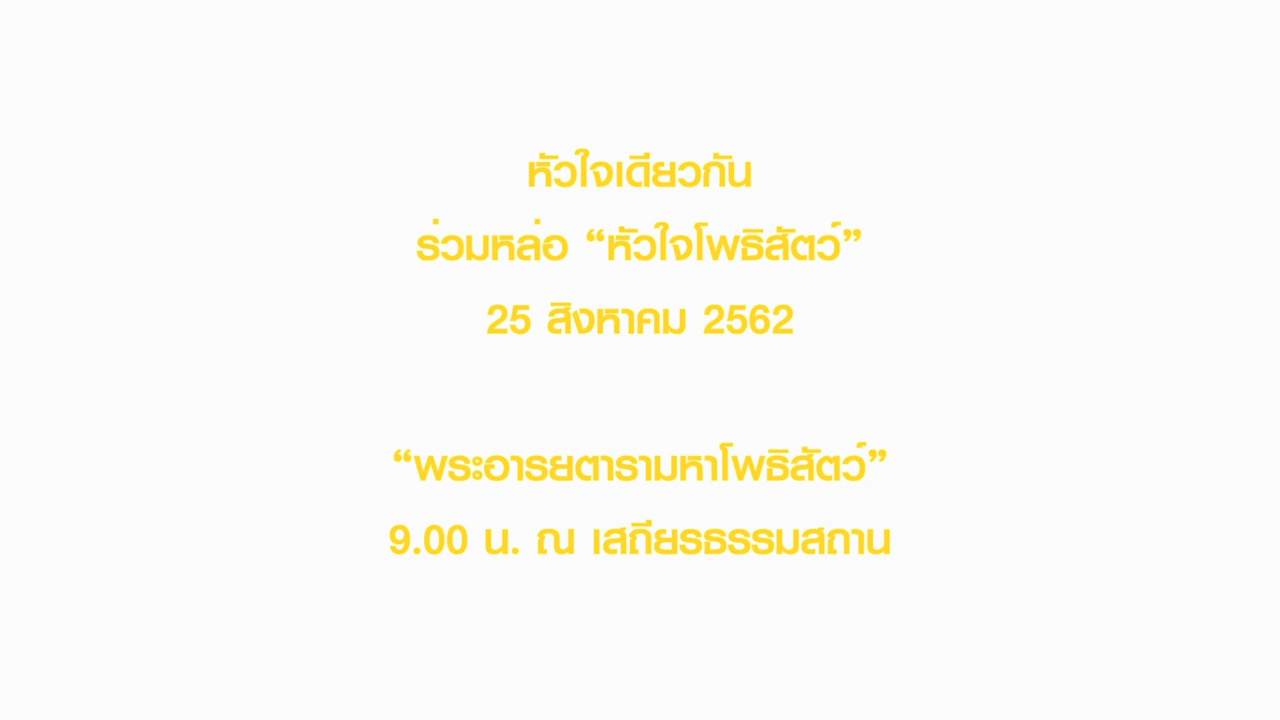 หัวใจเดียวกัน
ร่วมหล่อ “หัวใจโพธิสัตว์”
25 สิงหาคม 2562
“พระอารยตารามหาโพธิสัตว์”
9.00 น. ณ เสถียรธรรมสถาน